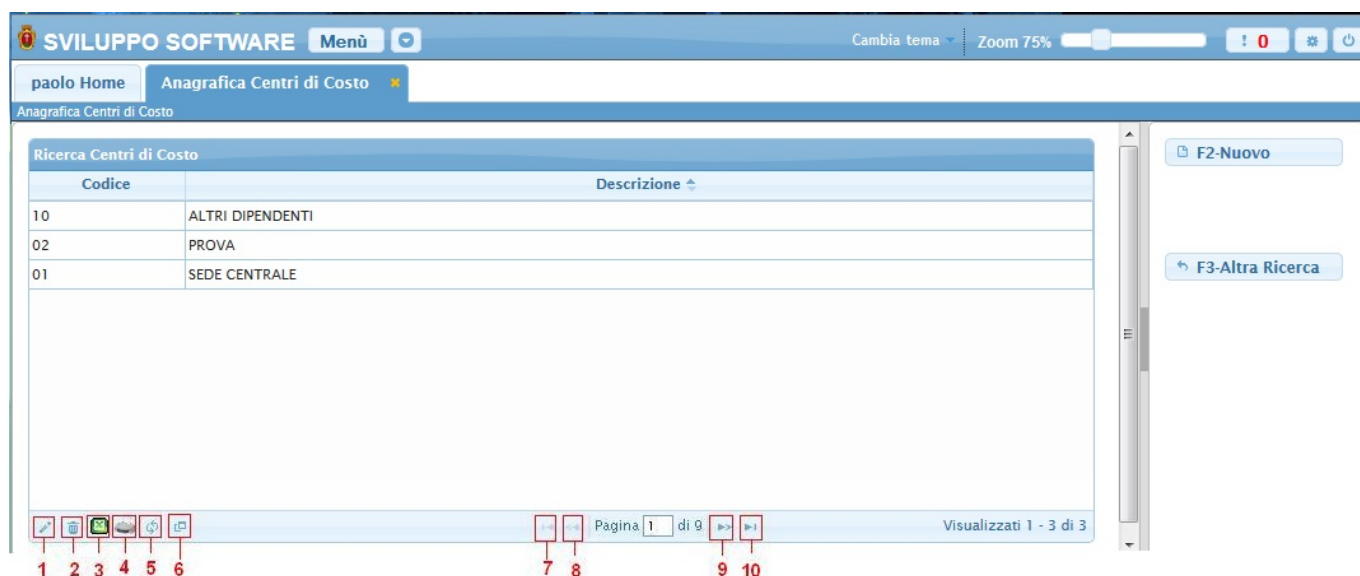 SVILUPPO SOFTWARE Menù Cambia tema Zoom 75% ! 0
paolo Home Anagrafica Centri di Costo
Anagrafica Centri di Costo
Ricerca Centri di Costo
F2-Nuovo
Codice Descrizione
10 ALTRI DIPENDENTI
02 PROVA
01 SEDE CENTRALE
F3-Altra Ricerca
Pagina 1 di 9 Visualizzati 1 - 3 di 3
1 2 3 4 5 6 7 8 9 10